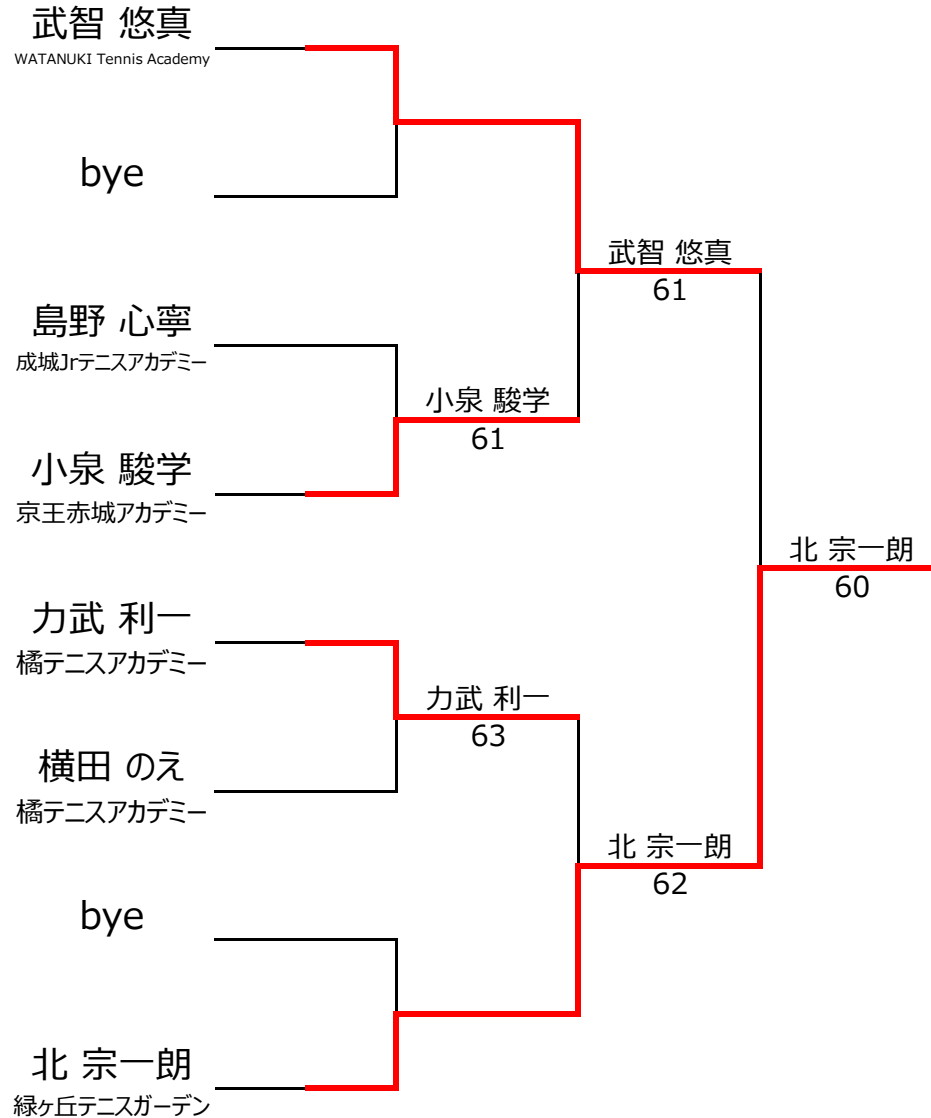 武智 悠真
WATANUKI Tennis Academy
bye
武智 悠真
61
島野 心寧
成城Jrテニスアカデミー
小泉 駿学
61
小泉 駿学
京王赤城アカデミー
北 宗一朗
60
力武 利一
橘テニスアカデミー
力武 利一
63
横田 のえ
橘テニスアカデミー
北 宗一朗
62
bye
北 宗一朗
緑ヶ丘テニスガーデン